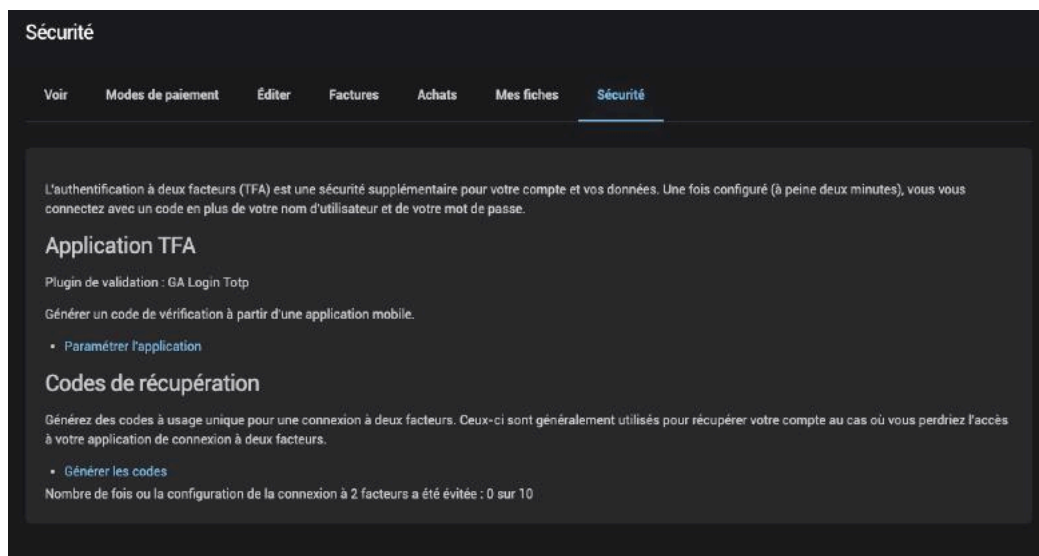 Sécurité
Voir Modes de paiement Éditer Factures Achats Mes fiches Sécurité
L'authentification à deux facteurs (TFA) est une sécurité supplémentaire pour votre compte et vos données. Une fois configuré (à peine deux minutes), vous vous
connectez avec un code en plus de votre nom d'utilisateur et de votre mot de passe.
Application TFA
Plugin de validation : GA Login Totp
Générer un code de vérification à partir d'une application mobile.
• Paramétrer l'application
Codes de récupération
Générez des codes à usage unique pour une connexion à deux facteurs. Ceux-ci sont généralement utilisés pour récupérer votre compte au cas où vous perdriez l'accès
à votre application de connexion à deux facteurs.
• Générer les codes
Nombre de fois ou la configuration de la connexion à 2 facteurs a été évitée : 0 sur 10